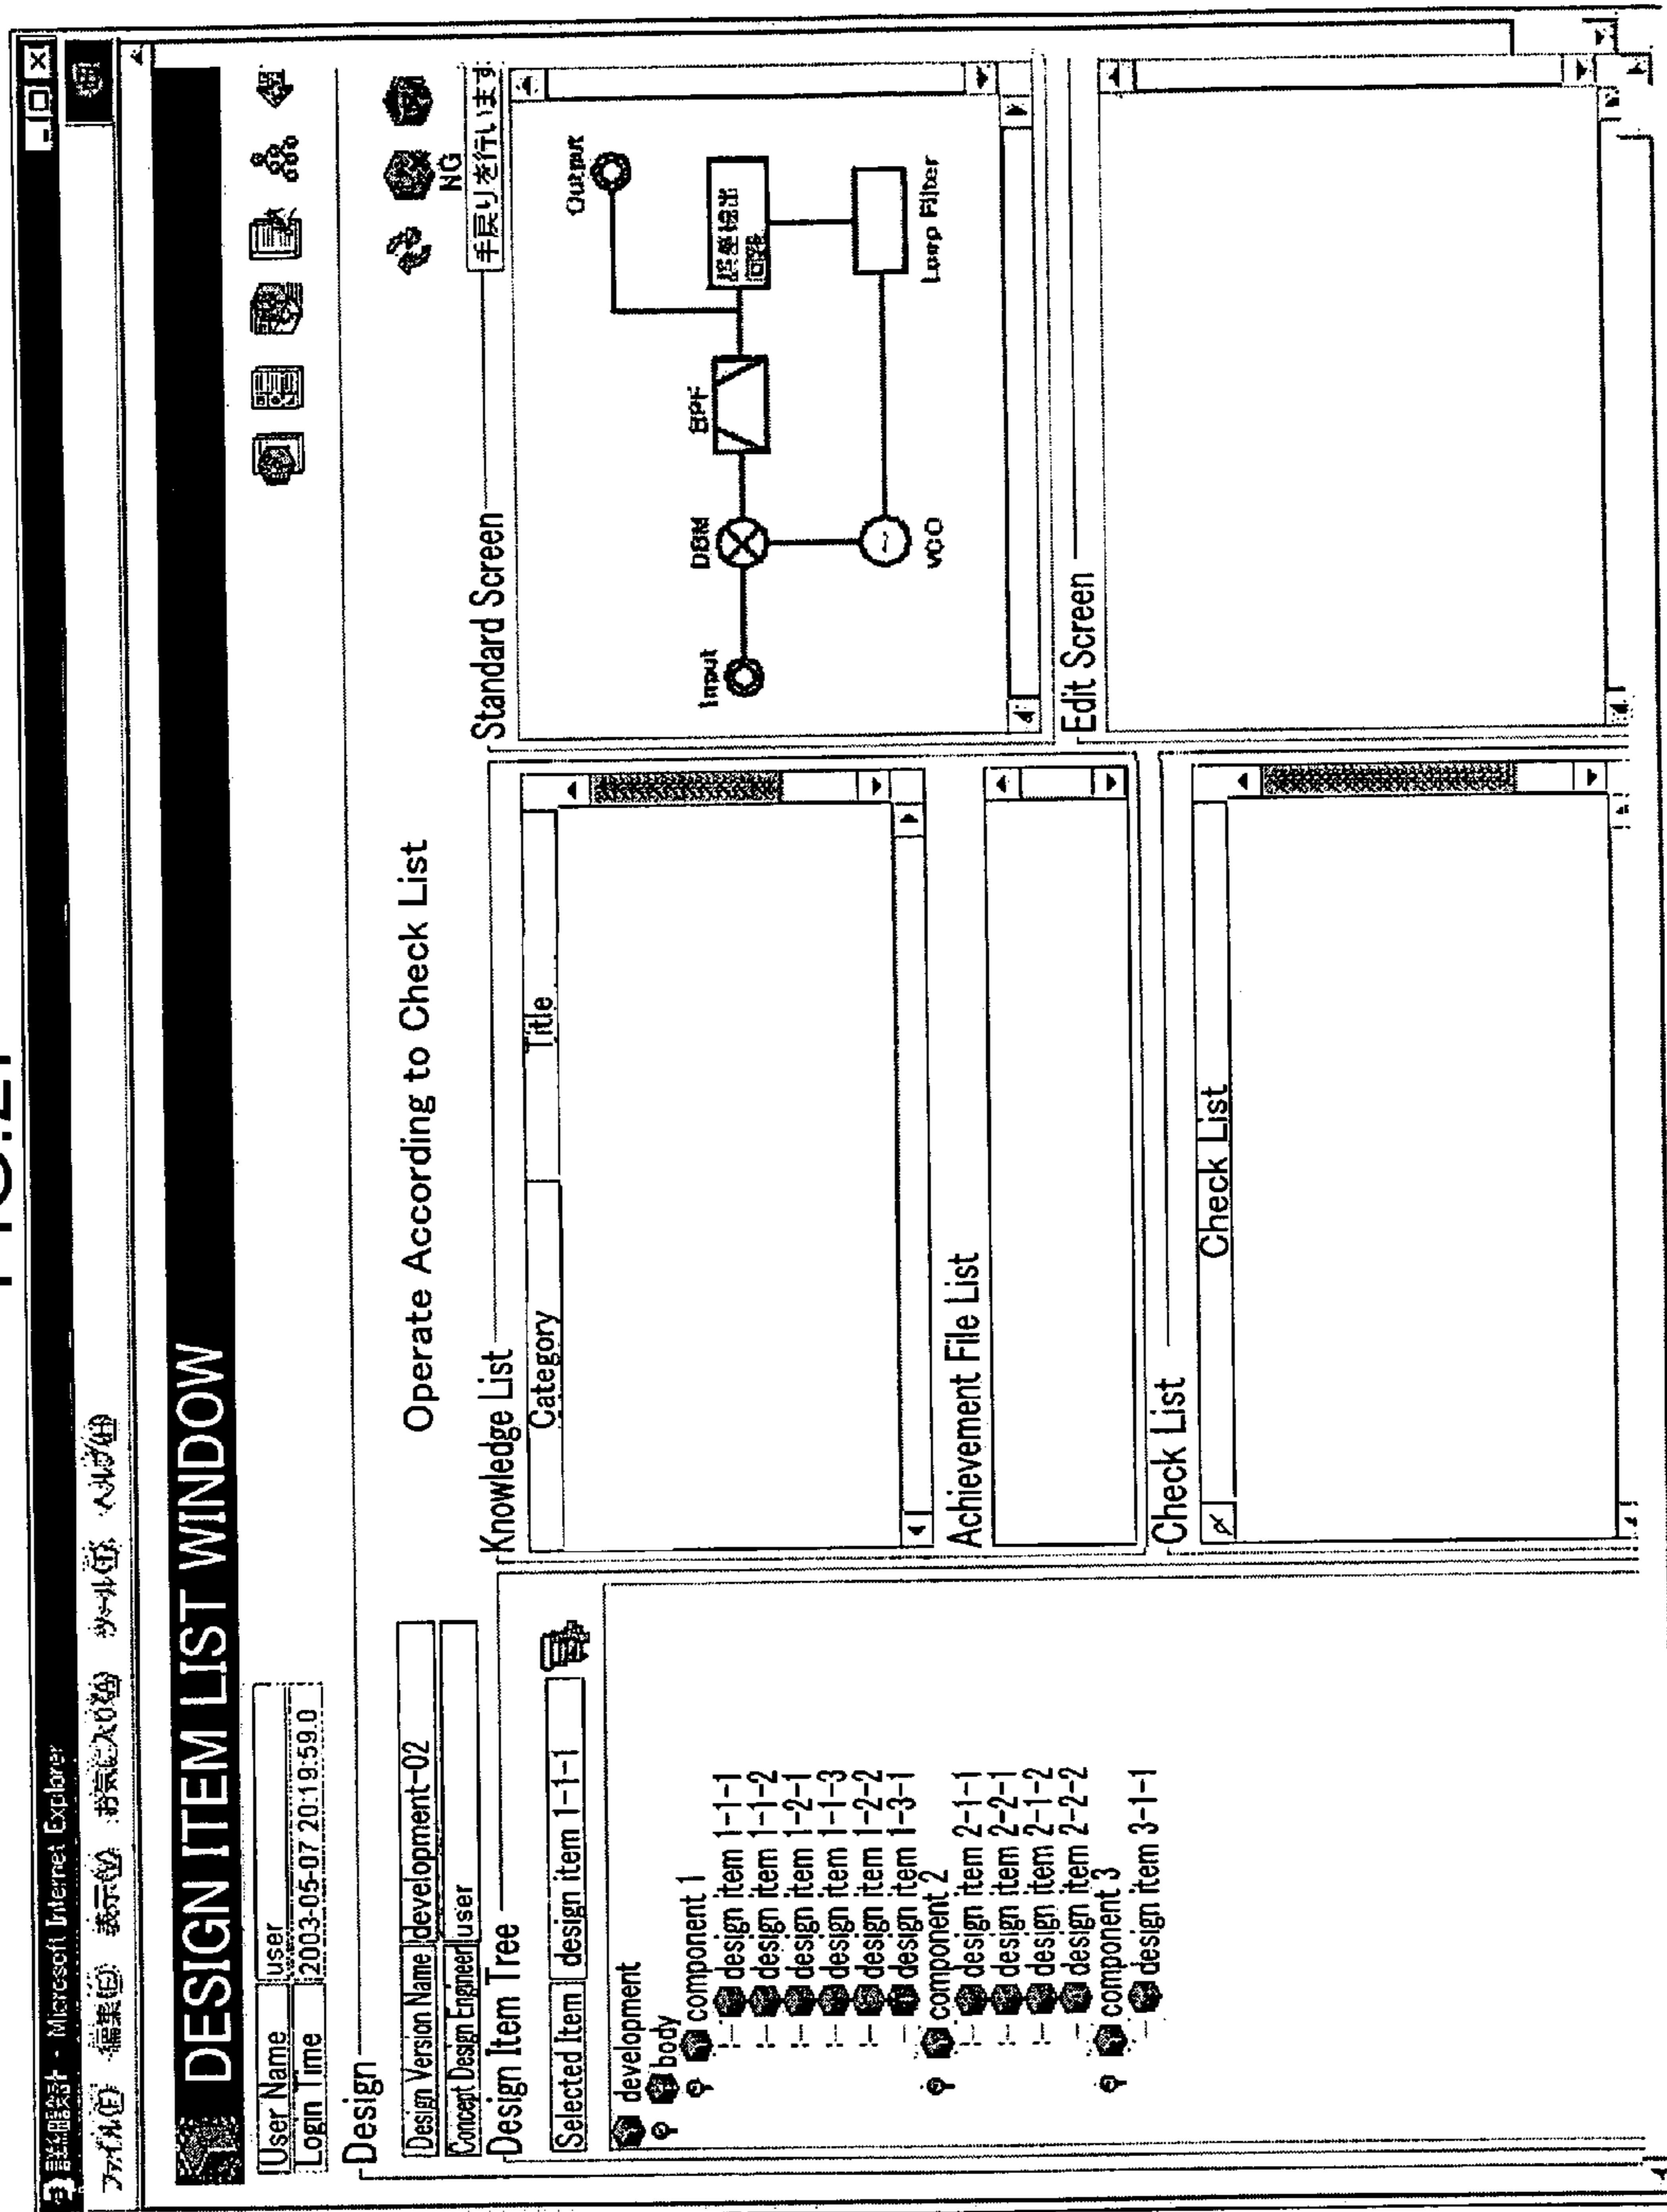 詳細設計 - Microsoft Internet Explorer
ファイル(F) 編集(E) 表示(V) お気に入り(A) ツール(T) ヘルプ(H)
DESIGN ITEM LIST WINDOW
User Name user
Login Time 2003-05-07 20:19:59.0
Design
Design Version Name development-02
Operate According to Check List
NG
Concept Design Engineer user
手戻りを行います
Design Item Tree
Selected Item design item 1-1-1
development
body
component 1
design item 1-1-1
design item 1-1-2
design item 1-2-1
design item 1-1-3
design item 1-2-2
design item 1-3-1
component 2
design item 2-1-1
design item 2-2-1
design item 2-1-2
design item 2-2-2
component 3
design item 3-1-1
Knowledge List
Category Title
Achievement File List
Check List
Check List
Standard Screen
Output
Input
DBM
BPF
誤差検出
回路
VCO
Loop Filter
Edit Screen